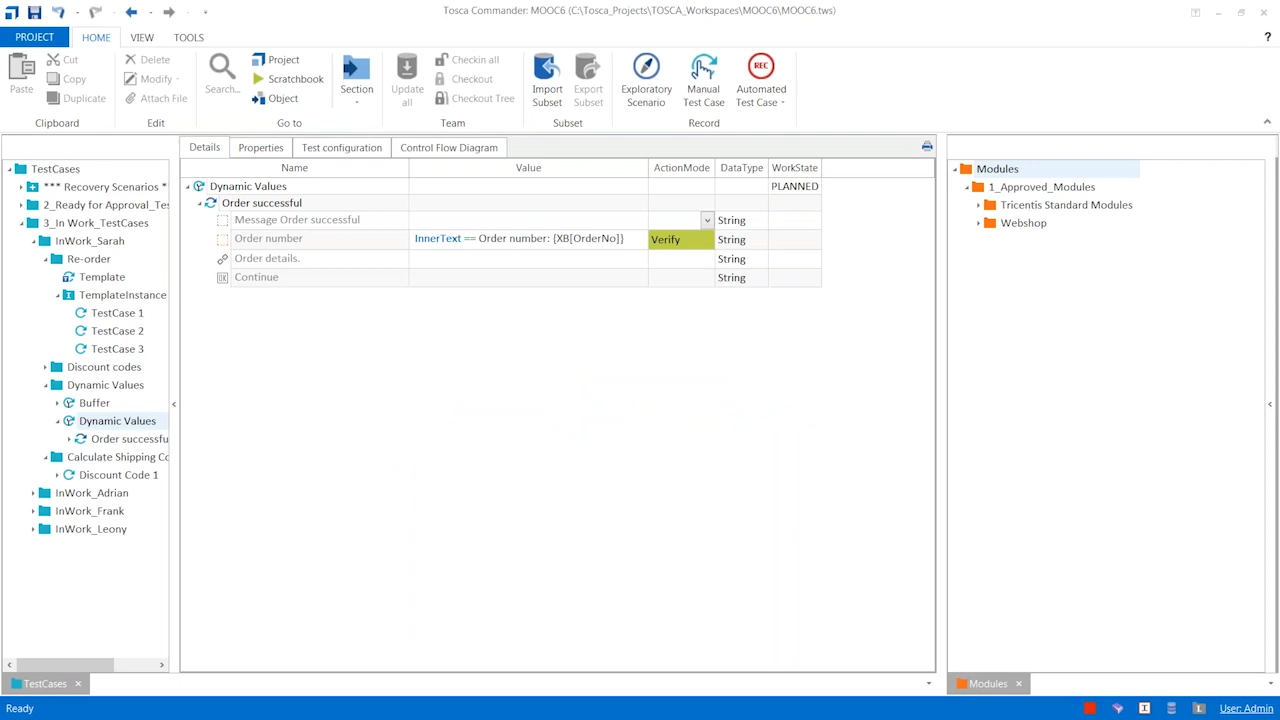 Tosca Commander: MOOC6 (C:\Tosca_Projects\TOSCA_Workspaces\MOOC6\MOOC6.tws)
PROJECT HOME VIEW TOOLS ?
Paste Cut Copy Duplicate
Clipboard
Delete Modify Attach File
Edit
Search... Project Scratchbook Object
Go to
Section
Update all Checkin all Checkout Checkout Tree
Team
Import Subset Export Subset
Subset
Exploratory Scenario Manual Test Case REC Automated Test Case
Record
TestCases
*** Recovery Scenarios *
2_Ready for Approval_Tes
3_In Work_TestCases
InWork_Sarah
Re-order
Template
TemplateInstance
TestCase 1
TestCase 2
TestCase 3
Discount codes
Dynamic Values
Buffer
Dynamic Values
Order successfu
Calculate Shipping Co
Discount Code 1
InWork_Adrian
InWork_Frank
InWork_Leony
TestCases
Details Properties Test configuration Control Flow Diagram
Name Value ActionMode DataType WorkState
Dynamic Values PLANNED
Order successful
Message Order successful String
Order number InnerText == Order number: {XB[OrderNo]} Verify String
Order details. String
OK Continue String
Modules
1_Approved_Modules
Tricentis Standard Modules
Webshop
Modules
Ready User: Admin